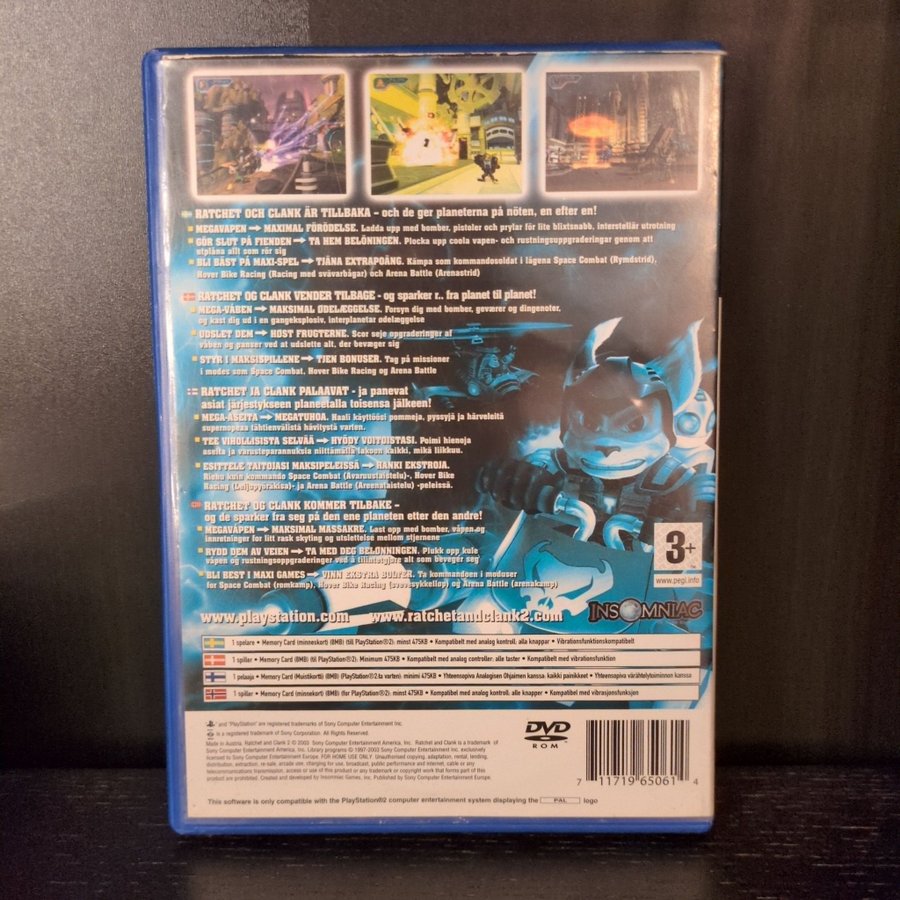 RATCHET OCH CLANK ÄR TILLBAKA - och de ger planeterna på nöten, en efter en!
MEGAVAPEN → MAXIMAL FÖRÖDELSE. Ladda upp med bomber, pistoler och prylar för lite blixtsnabb, interstellär utrotning
GÖR SLUT PÅ FIENDEN → TA HEM BELÖNINGEN. Plocka upp coola vapen- och rustningsuppgraderingar genom att
utplåna allt som rör sig
BLI BÄST PÅ MAXI-SPEL → TJÄNA EXTRAPOÄNG. Kämpa som kommandosoldat i lägena Space Combat (Rymdstrid),
Hover Bike Racing (Racing med svävarbågar) och Arena Battle (Arenastrid)
RATCHET OG CLANK VENDER TILBAGE - og sparker r.. fra planet til planet!
MEGA-VÅBEN → MAKSIMAL ØDELÆGGELSE. Forsyn dig med bomber, geværer og dingenoter,
og kast dig ud i en gangeksplosiv, interplanetar ødelæggelse
UDSLET DEM → HØST FRUGTERNE. Scor seje opgraderinger af
våben og panser ved at udslette alt, der bevæger sig
STYR I MAKSISPILLENE → TJEN BONUSER. Tag på missioner
i modes som Space Combat, Hover Bike Racing og Arena Battle
RATCHET JA CLANK PALAAVAT - ja panevat
asiat järjestykseen planeetalla toisensa jälkeen!
MEGA-ASEITA → MEGATUHOA. Haali käyttöösi pommeja, pyssyjä ja härveleitä
supernopeaa tähtienvälistä hävitystä varten.
TEE VIHOLLISISTA SELVÄÄ → HYÖDY VOITOISTASI. Poimi hienoja
aseita ja varusteparannuksia niittämällä lakoon kaikki, mikä liikkuu.
ESITTELE TAITOJASI MAKSIPELEISSÄ → HANKI EKSTROJA.
Riehu kuin kommando Space Combat (Avaruustaistelu)-, Hover Bike
Racing (Leijupyöräkisa)- ja Arena Battle (Areenataistelu) -peleissä.
RATCHET OG CLANK KOMMER TILBAKE -
og de sparker fra seg på den ene planeten etter den andre!
MEGAVÅPEN → MAKSIMAL MASSAKRE. Last opp med bomber, våpen og
innretninger for litt rask skyting og utslettelse mellom stjernene
RYDD DEM AV VEIEN → TA MED DEG BELØNNINGEN. Plukk opp kule
våpen og rustningsoppgraderinger ved å tilintetgjøre alt som beveger seg
BLI BEST I MAXI GAMES → VINN EKSTRA BOLTER. Ta kommandoen i moduser
for Space Combat (romkamp), Hover Bike Racing (svevesykkelløp) og Arena Battle (arenakamp)
3+
www.pegi.info
www.playstation.com www.ratchetandclank2.com
INSOMNIAC
1 spelare • Memory Card (minneskort) (8MB) (till PlayStation®2): minst 475KB • Kompatibelt med analog kontroll: alla knappar • Vibrationsfunktionskompatibelt
1 spiller • Memory Card (8MB) (til PlayStation®2): Minimum 475KB • Kompatibelt med analog controller: alle taster • Kompatibelt med vibrationsfunktion
1 pelaaja • Memory Card (Muistikortti) (8MB) (PlayStation®2:ta varten): minimi 475KB • Yhteensopiva Analogisen Ohjaimen kanssa: kaikki painikkeet • Yhteensopiva värähtelytoiminnon kanssa
1 spiller • Memory Card (minnekort) (8MB) (for PlayStation®2): minst 475KB • Kompatibel med analog kontroll, alle knapper • Kompatibel med vibrasjonsfunksjon
and "PlayStation" are registered trademarks of Sony Computer Entertainment Inc.
is a registered trademark of Sony Corporation. All Rights Reserved.
Made in Austria. Ratchet and Clank 2 © 2003 Sony Computer Entertainment America, Inc. Ratchet and Clank is a trademark of
Sony Computer Entertainment America, Inc. Library programs © 1997-2003 Sony Computer Entertainment Inc. exclusively
licensed to Sony Computer Entertainment Europe. FOR HOME USE ONLY. Unauthorised copying, adaptation, rental, lending,
distribution, extraction, re-sale, arcade use, charging for use, broadcast, public performance and internet, cable or any
telecommunications transmission, access or use of this product or any trademark or copyright work that forms part of this
product are prohibited. Created and developed by Insomniac Games, Inc. Published by Sony Computer Entertainment Europe.
DVD
ROM
7 11719 65061 4
This software is only compatible with the PlayStation®2 computer entertainment system displaying the PAL logo